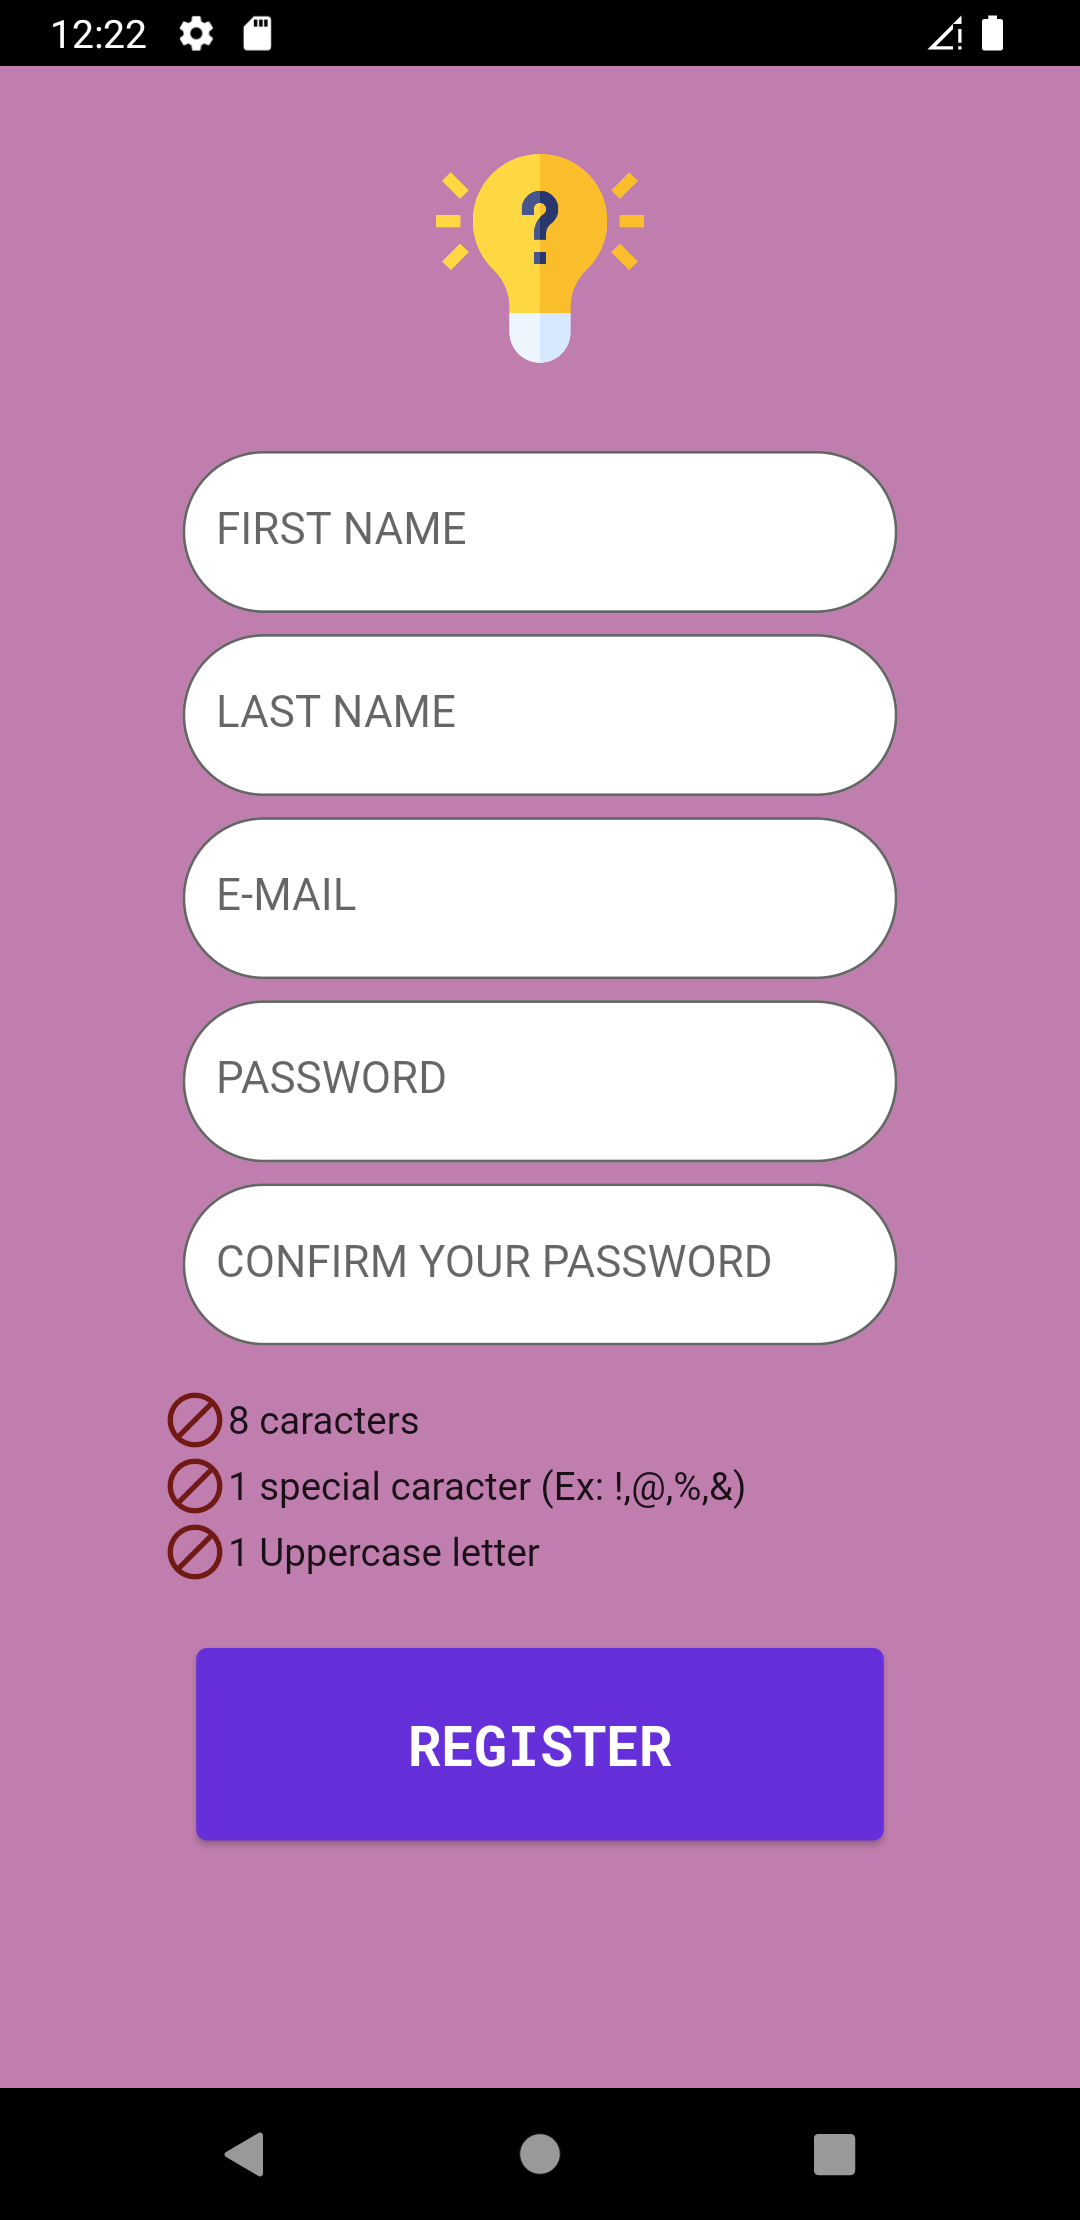 12:22
?
FIRST NAME
LAST NAME
E-MAIL
PASSWORD
CONFIRM YOUR PASSWORD
8 caracters
1 special caracter (Ex: !,@,%,&)
1 Uppercase letter
REGISTER